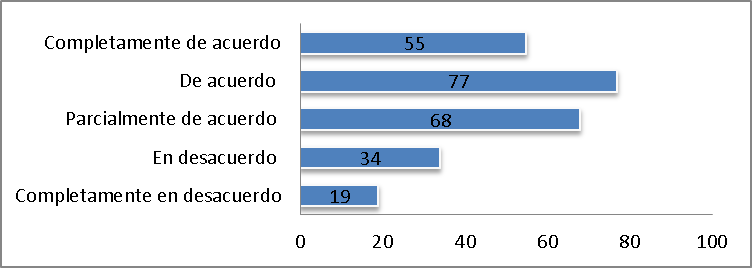 Completamente de acuerdo 55
De acuerdo 77
Parcialmente de acuerdo 68
En desacuerdo 34
Completamente en desacuerdo 19
0 20 40 60 80 100